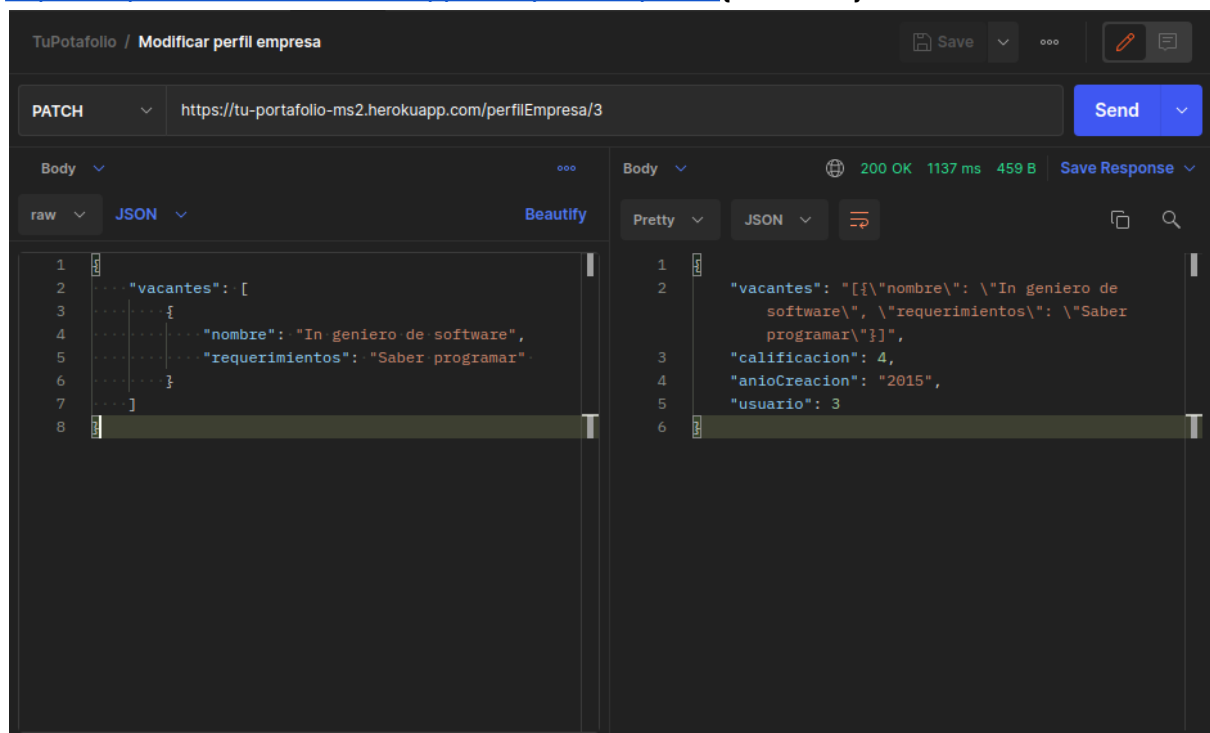 TuPotafolio / Modificar perfil empresa
Save
PATCH
https://tu-portafolio-ms2.herokuapp.com/perfilEmpresa/3
Send
Body
Body
200 OK 1137 ms 459 B
Save Response
raw
JSON
Beautify
Pretty
JSON
1 {
2 "vacantes": [
3 {
4 "nombre": "In geniero de software",
5 "requerimientos": "Saber programar"
6 }
7 ]
8 }
1 {
2 "vacantes": "[{\"nombre\": \"In geniero de
software\", \"requerimientos\": \"Saber
programar\"}]",
3 "calificacion": 4,
4 "anioCreacion": "2015",
5 "usuario": 3
6 }